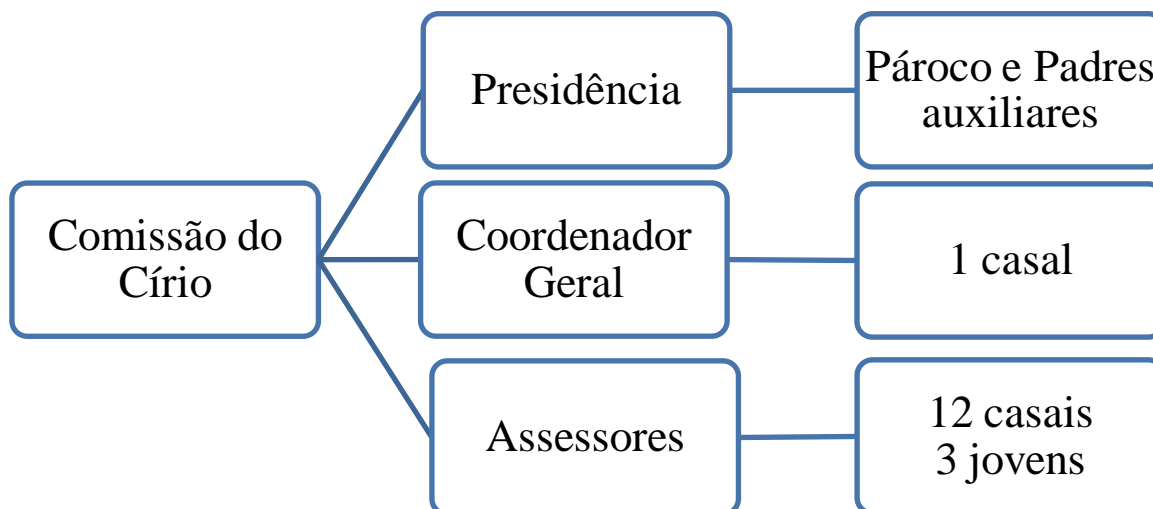 Comissão do
Círio
Presidência
Pároco e Padres
auxiliares
Coordenador
Geral
1 casal
Assessores
12 casais
3 jovens